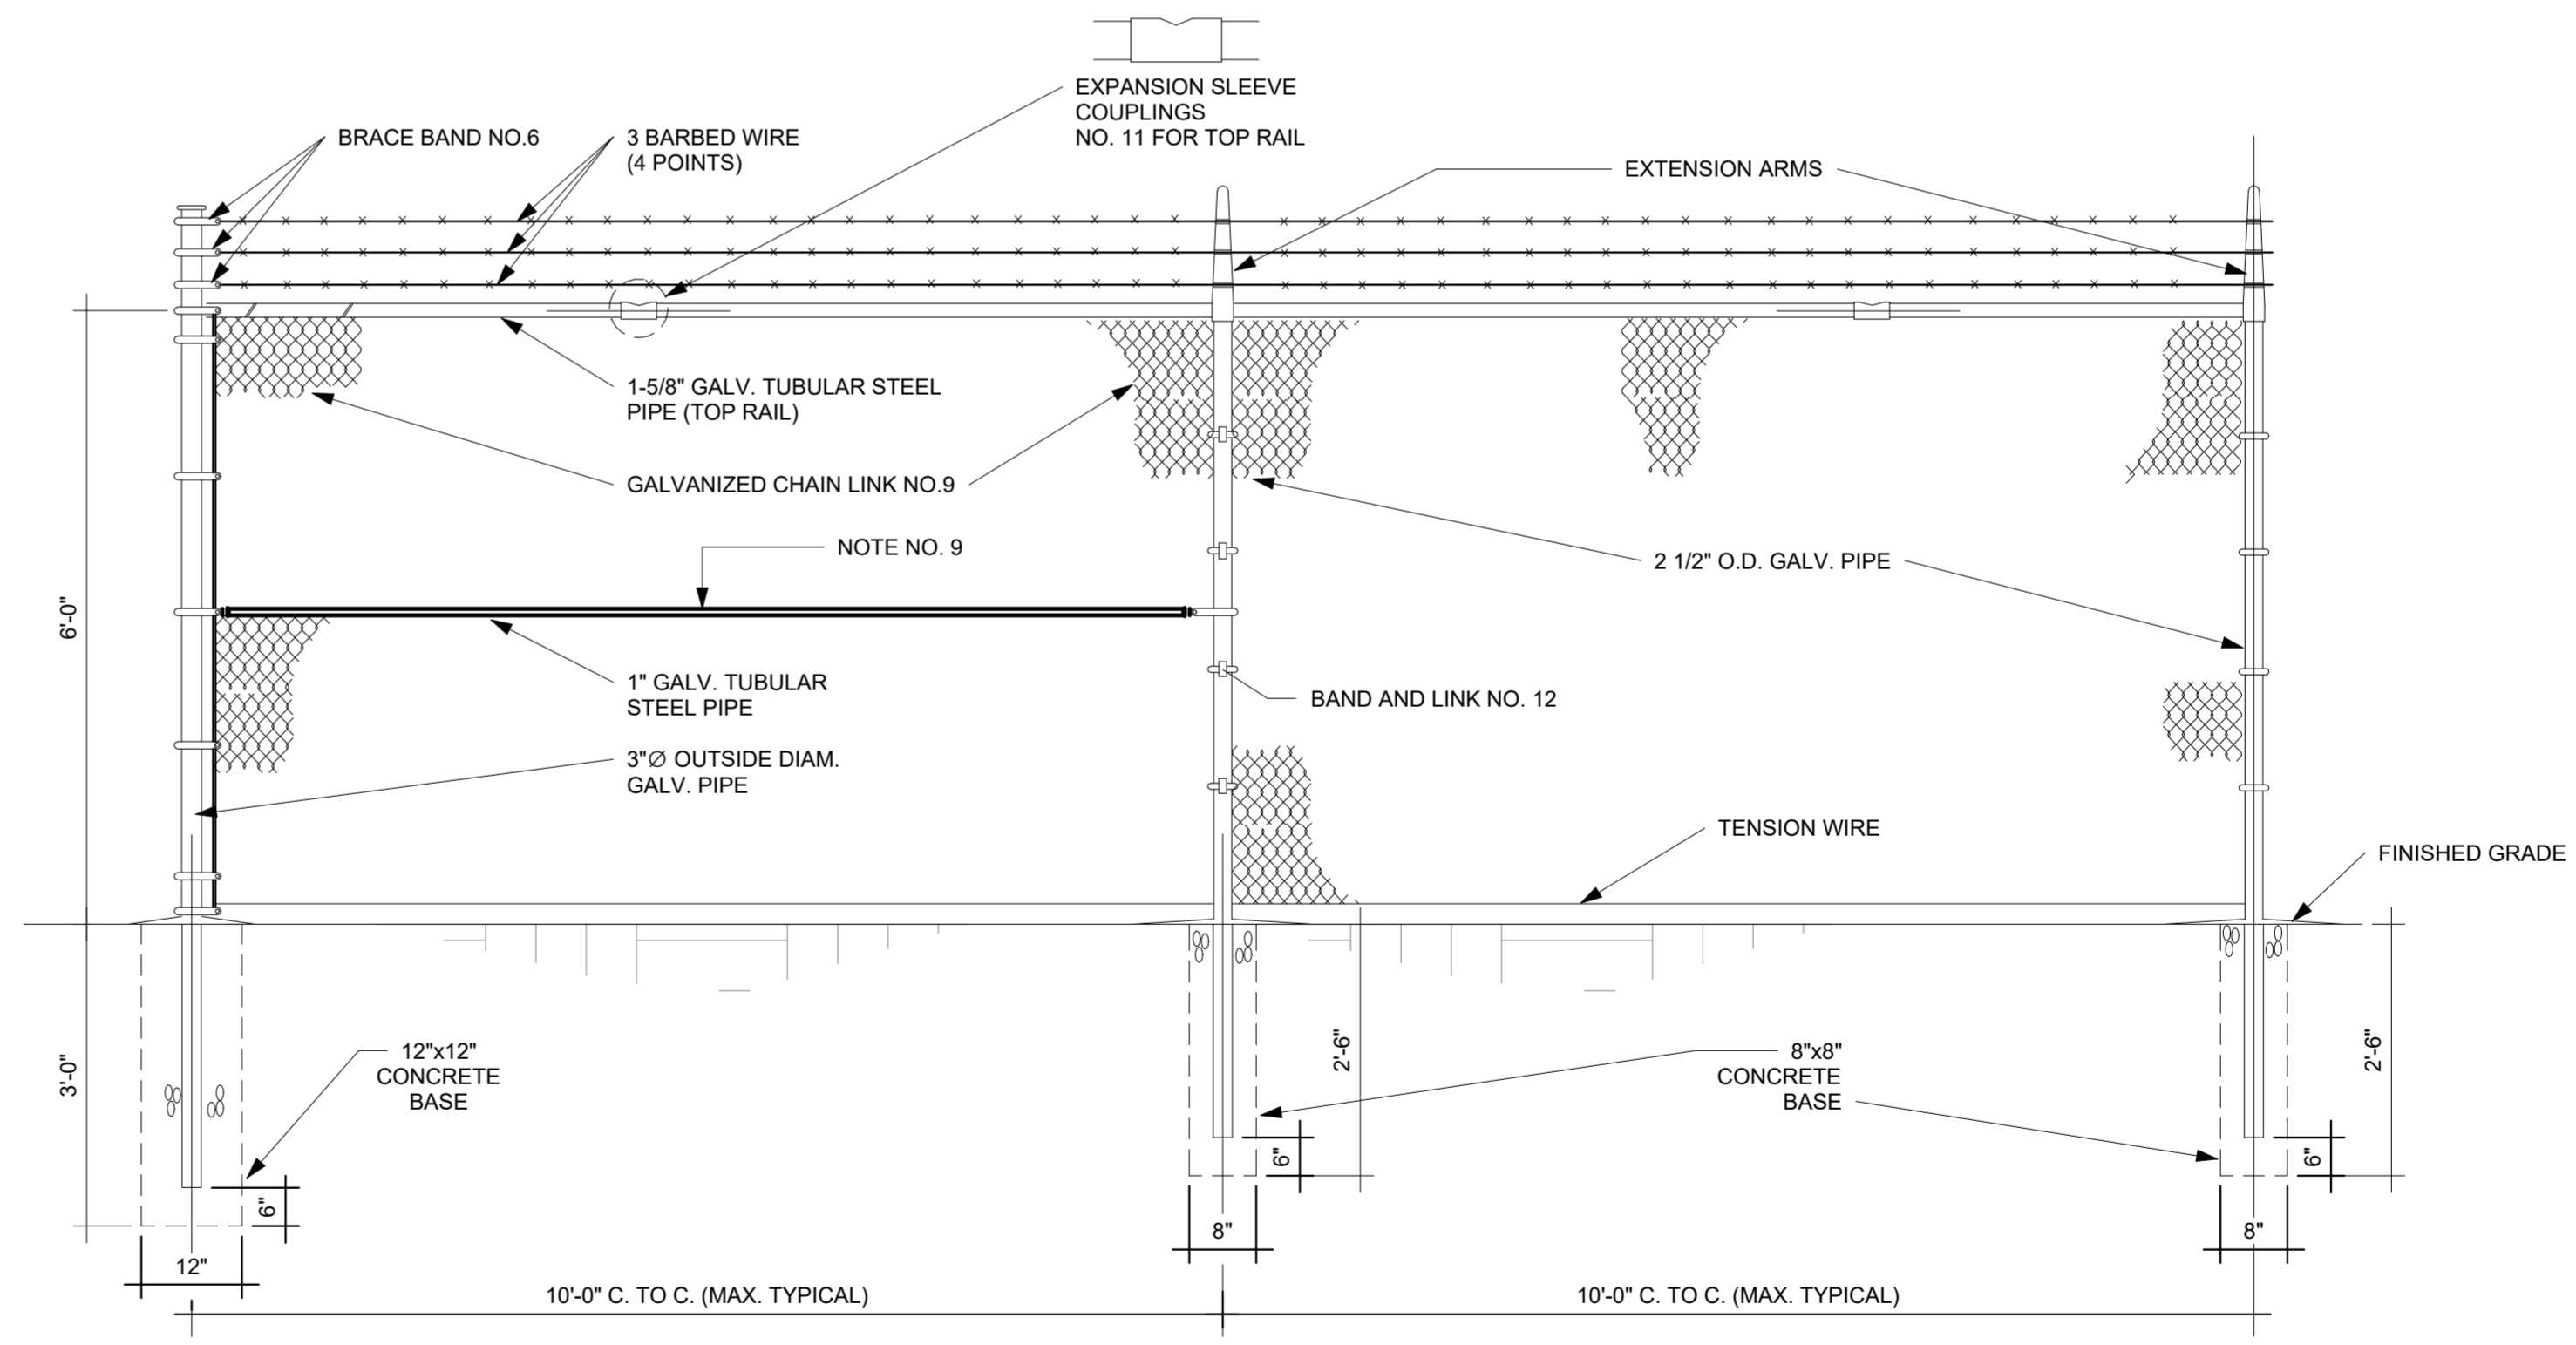 EXPANSION SLEEVE
COUPLINGS
NO. 11 FOR TOP RAIL
BRACE BAND NO.6
3 BARBED WIRE
(4 POINTS)
EXTENSION ARMS
1-5/8" GALV. TUBULAR STEEL
PIPE (TOP RAIL)
GALVANIZED CHAIN LINK NO.9
NOTE NO. 9
2 1/2" O.D. GALV. PIPE
6'-0"
1" GALV. TUBULAR
STEEL PIPE
BAND AND LINK NO. 12
3"Ø OUTSIDE DIAM.
GALV. PIPE
TENSION WIRE
FINISHED GRADE
3'-0"
12"x12"
CONCRETE
BASE
2'-6"
8"x8"
CONCRETE
BASE
2'-6"
6"
6"
6"
12"
8"
8"
10'-0" C. TO C. (MAX. TYPICAL)
10'-0" C. TO C. (MAX. TYPICAL)